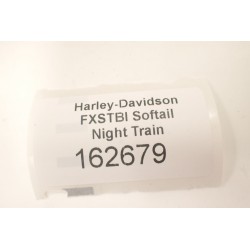 Harley-Davidson
FXSTBI Softail
Night Train
162679